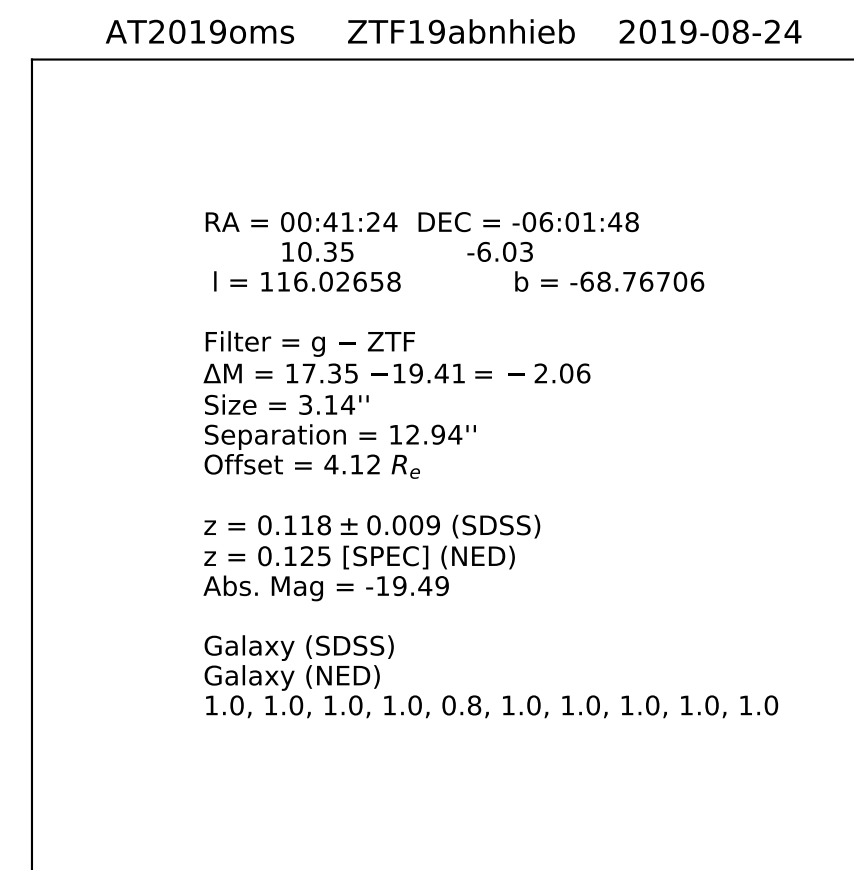 AT2019oms ZTF19abnhieb 2019-08-24
RA = 00:41:24 DEC = -06:01:48
10.35 -6.03
l = 116.02658 b = -68.76706
Filter = g − ZTF
ΔM = 17.35 −19.41 = − 2.06
Size = 3.14''
Separation = 12.94''
Offset = 4.12 Re
z = 0.118 ± 0.009 (SDSS)
z = 0.125 [SPEC] (NED)
Abs. Mag = -19.49
Galaxy (SDSS)
Galaxy (NED)
1.0, 1.0, 1.0, 1.0, 0.8, 1.0, 1.0, 1.0, 1.0, 1.0